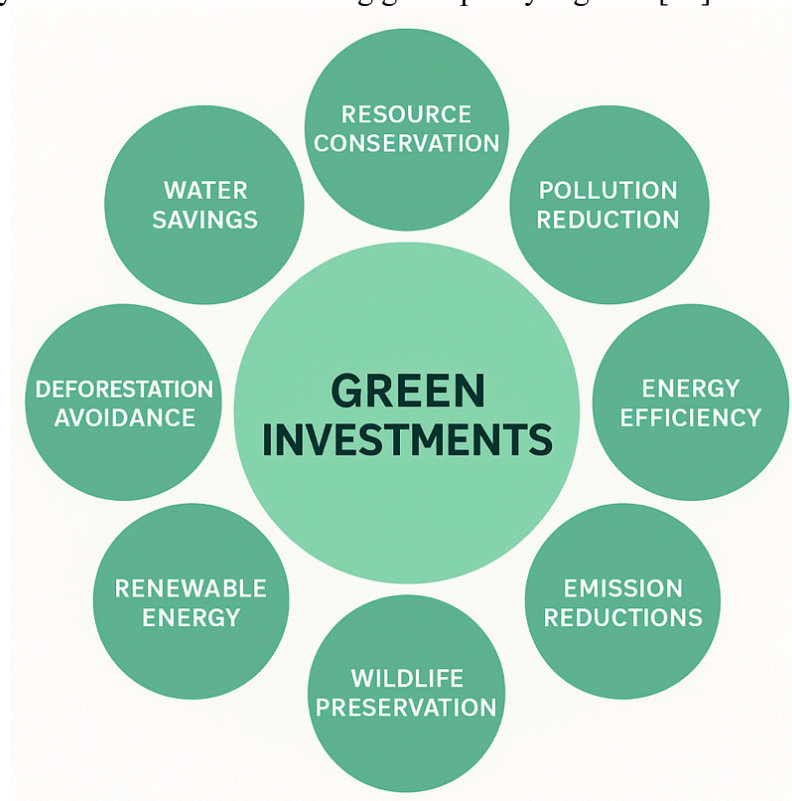 RESOURCE
CONSERVATION
POLLUTION
REDUCTION
ENERGY
EFFICIENCY
EMISSION
REDUCTIONS
WILDLIFE
PRESERVATION
RENEWABLE
ENERGY
DEFORESTATION
AVOIDANCE
WATER
SAVINGS
GREEN
INVESTMENTS